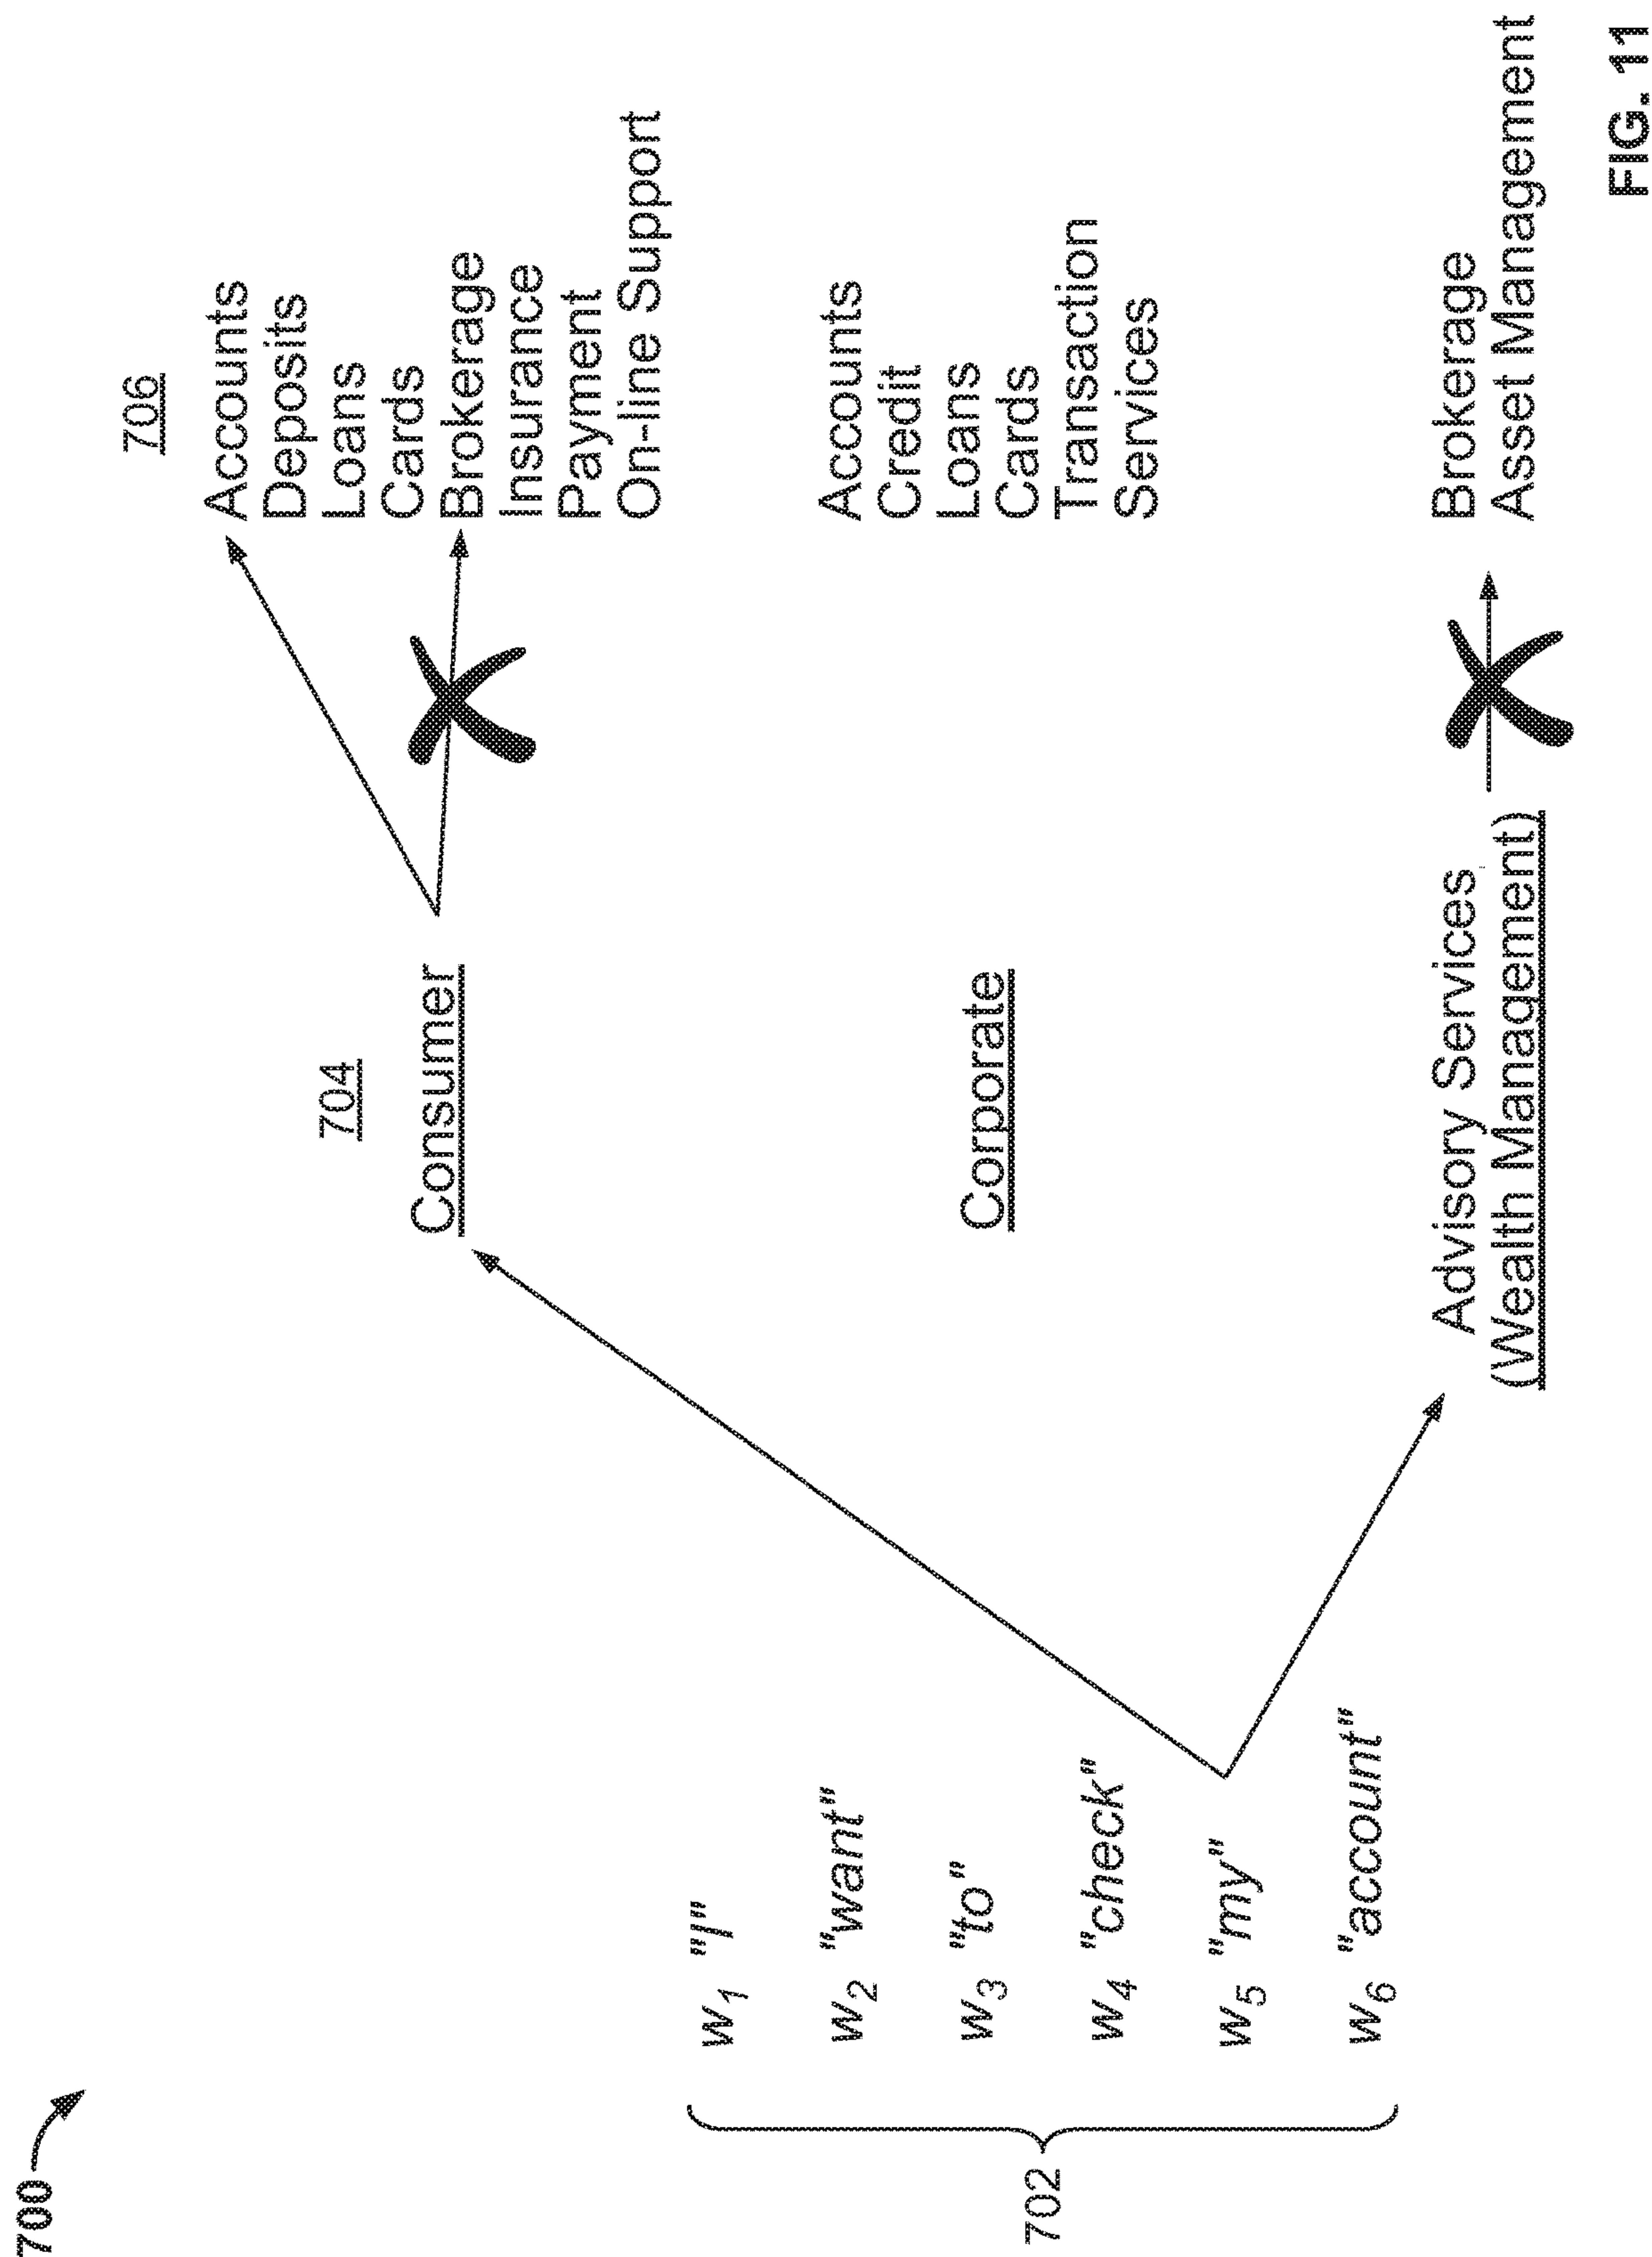 700
702
w1 "I"
w2 "want"
w3 "to"
w4 "check"
w5 "my"
w6 "account"
704
Consumer
Corporate
Advisory Services
(Wealth Management)
706
Accounts
Deposits
Loans
Cards
Brokerage
Insurance
Payment
On-line Support
Accounts
Credit
Loans
Cards
Transaction
Services
Brokerage
Asset Management
FIG. 11